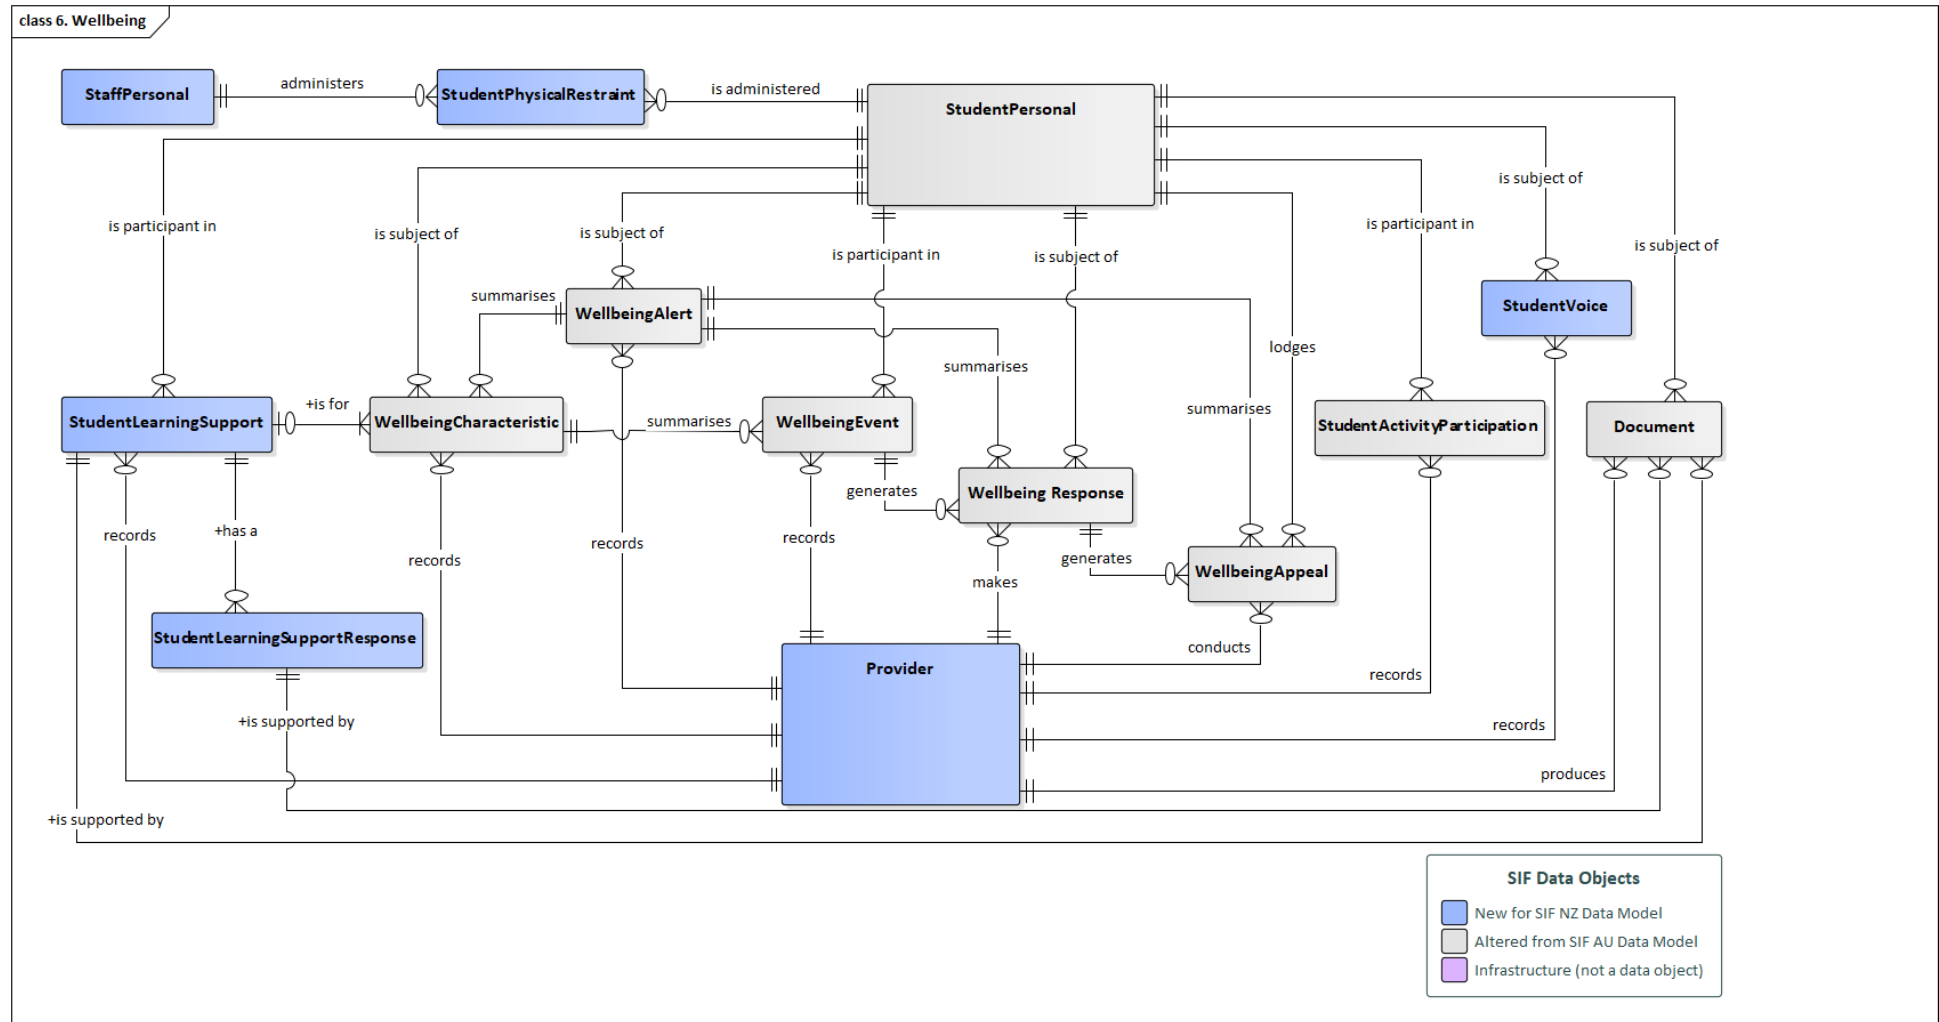 class 6. Wellbeing
StaffPersonal
administers
StudentPhysicalRestraint
is administered
StudentPersonal
is participant in
is subject of
is subject of
is participant in
is subject of
is participant in
is subject of
is subject of
summarises
WellbeingAlert
StudentVoice
lodges
summarises
summarises
StudentLearningSupport
+is for
WellbeingCharacteristic
summarises
WellbeingEvent
StudentActivityParticipation
Document
generates
Wellbeing Response
records
+has a
records
records
records
generates
WellbeingAppeal
makes
StudentLearningSupportResponse
conducts
Provider
records
+is supported by
records
produces
+is supported by
SIF Data Objects
New for SIF NZ Data Model
Altered from SIF AU Data Model
Infrastructure (not a data object)